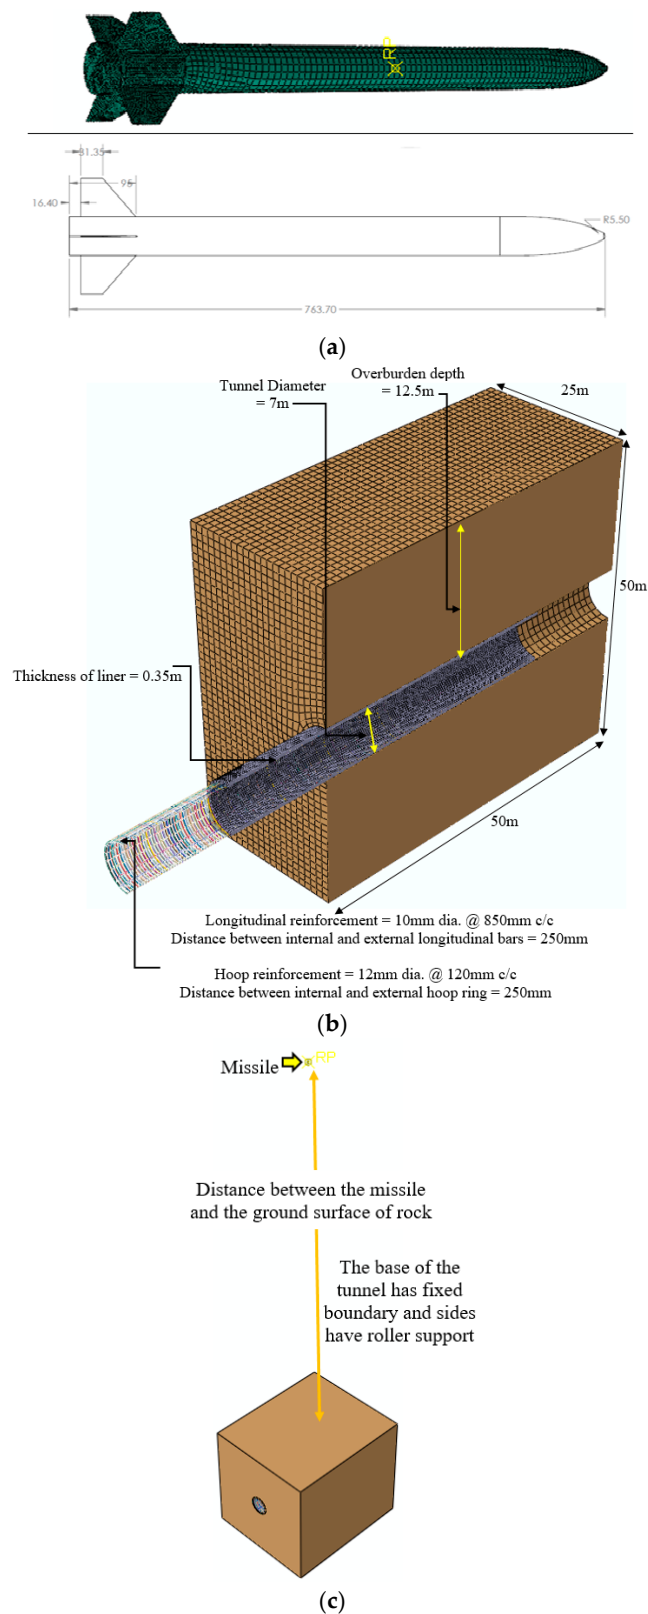 RP
31.35
95
16.40
R5.50
763.70
(a)
Overburden depth
= 12.5m
Tunnel Diameter
= 7m
25m
50m
Thickness of liner = 0.35m
50m
Longitudinal reinforcement = 10mm dia. @ 850mm c/c
Distance between internal and external longitudinal bars = 250mm
Hoop reinforcement = 12mm dia. @ 120mm c/c
Distance between internal and external hoop ring = 250mm
(b)
Missile
RP
Distance between the missile
and the ground surface of rock
The base of the
tunnel has fixed
boundary and sides
have roller support
(c)